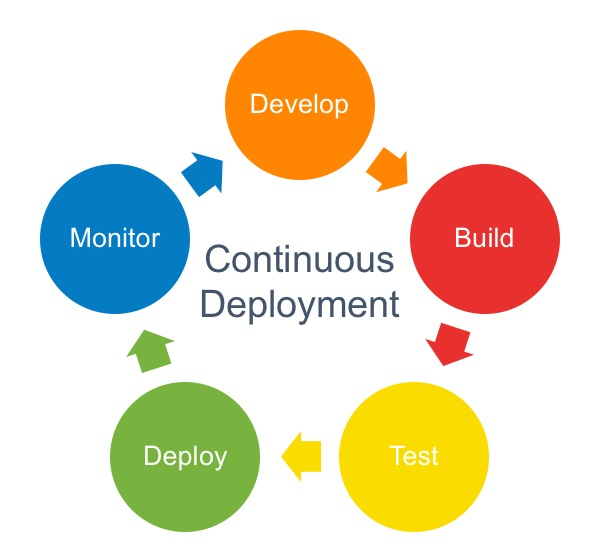 Develop
Monitor
Build
Continuous
Deployment
Deploy
Test